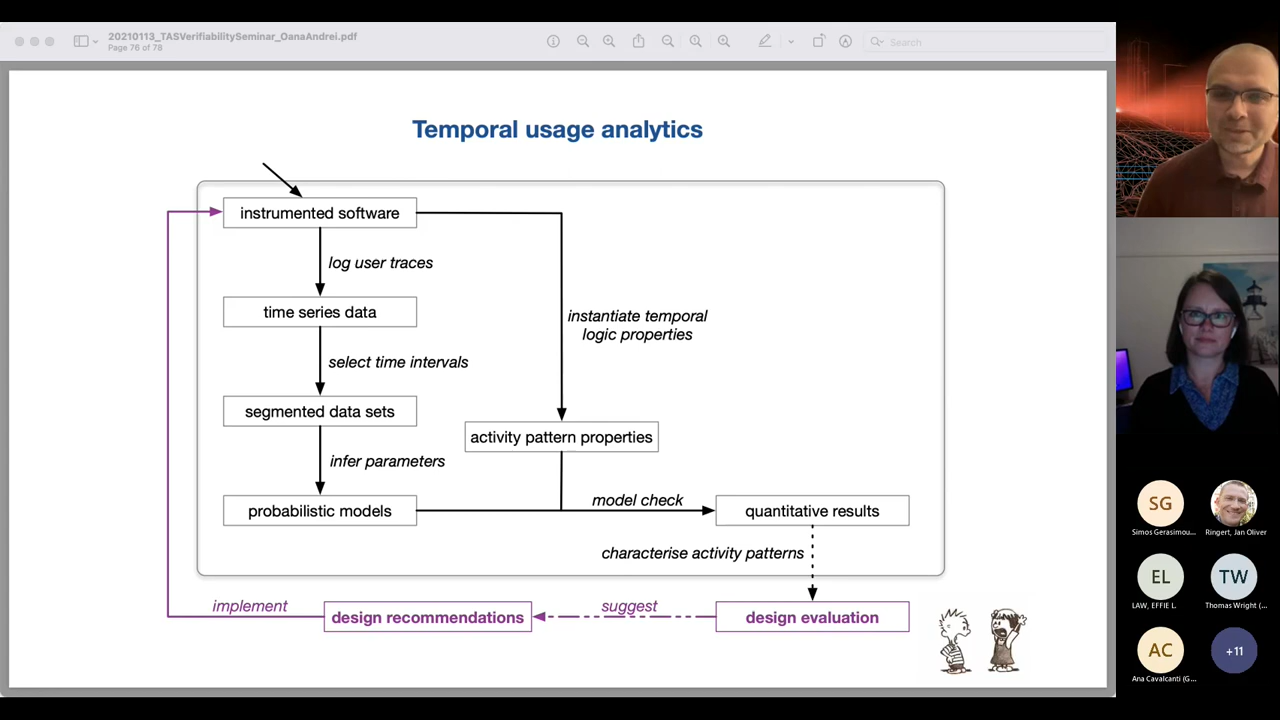 20210113_TASVerifiabilitySeminar_OanaAndrei.pdf
Page 76 of 78
Search
Temporal usage analytics
instrumented software
log user traces
time series data
instantiate temporal
logic properties
select time intervals
segmented data sets
activity pattern properties
infer parameters
probabilistic models
model check
quantitative results
characterise activity patterns
implement
design recommendations
suggest
design evaluation
SG
Simos Gerasimou...
Ringert, Jan Oliver
EL
TW
LAW, EFFIE L.
Thomas Wright (...
AC
+11
Ana Cavalcanti (G...